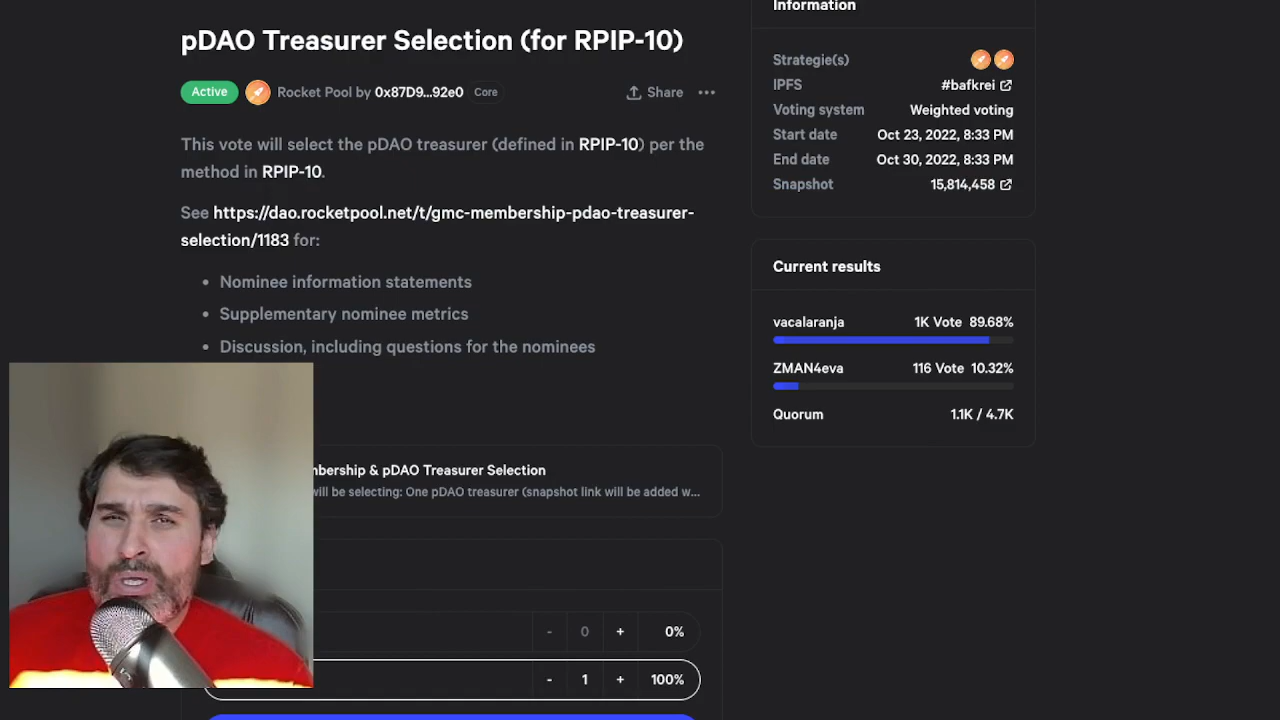 pDAO Treasurer Selection (for RPIP-10)
Active Rocket Pool by 0x87D9...92e0 Core Share
This vote will select the pDAO treasurer (defined in RPIP-10) per the
method in RPIP-10.
See https://dao.rocketpool.net/t/gmc-membership-pdao-treasurer-
selection/1183 for:
• Nominee information statements
• Supplementary nominee metrics
• Discussion, including questions for the nominees
mbership & pDAO Treasurer Selection
will be selecting: One pDAO treasurer (snapshot link will be added w...
- 0 + 0%
- 1 + 100%
Information
Strategie(s)
IPFS #bafkrei
Voting system Weighted voting
Start date Oct 23, 2022, 8:33 PM
End date Oct 30, 2022, 8:33 PM
Snapshot 15,814,458
Current results
vacalaranja 1K Vote 89.68%
ZMAN4eva 116 Vote 10.32%
Quorum 1.1K / 4.7K